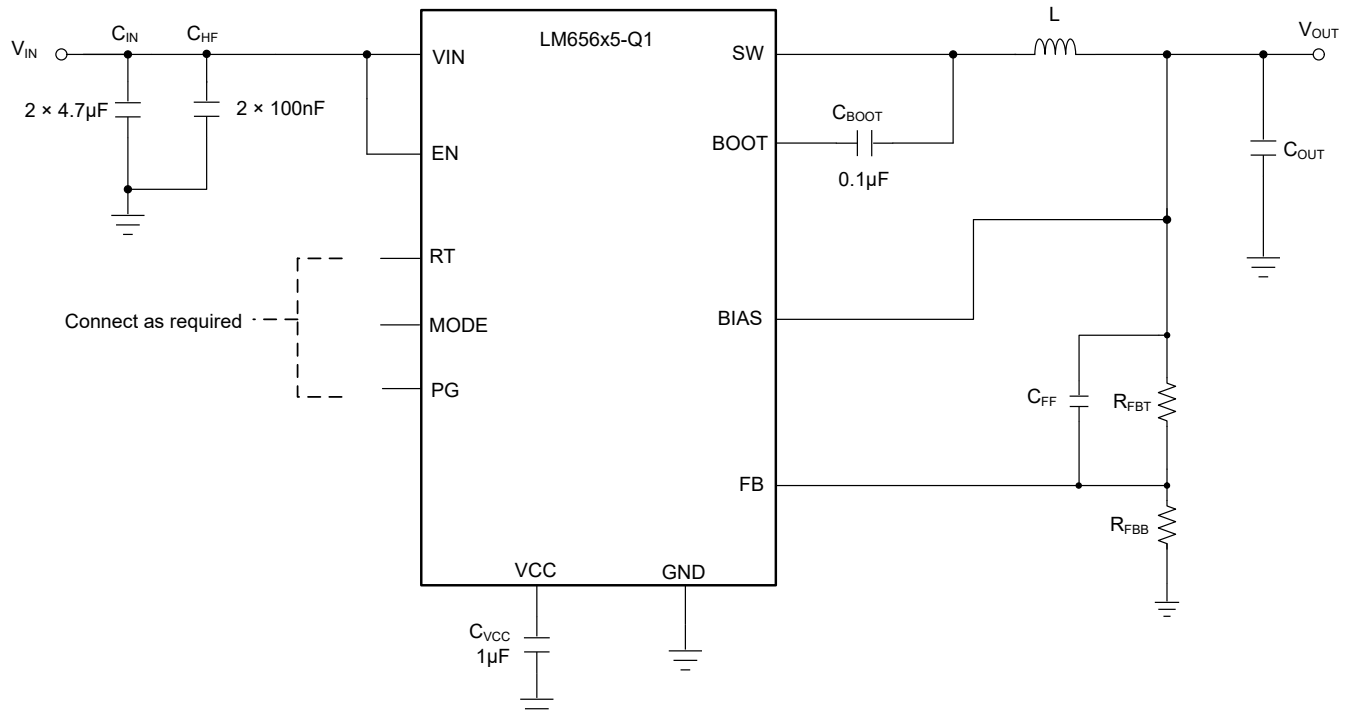 LM656x5-Q1
V_IN
C_IN
C_HF
2 × 4.7µF
2 × 100nF
VIN
EN
RT
MODE
PG
Connect as required
VCC
GND
C_VCC
1µF
SW
BOOT
BIAS
FB
C_BOOT
0.1µF
L
V_OUT
C_OUT
C_FF
R_FBT
R_FBB